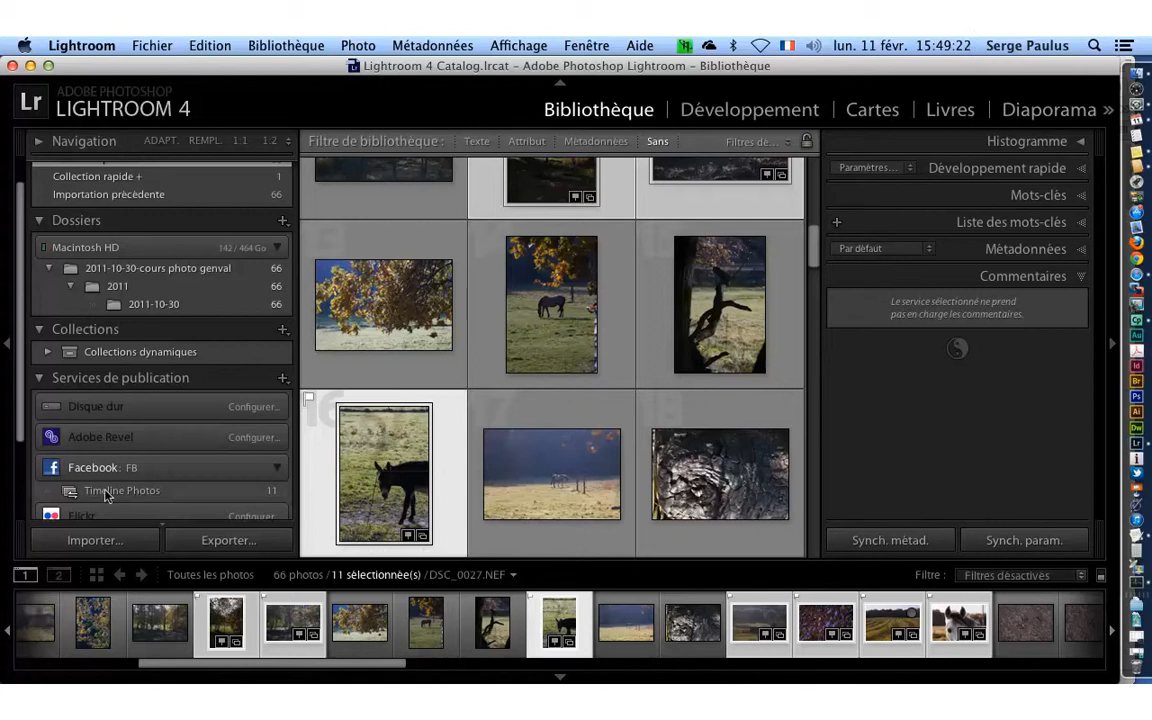 Lightroom Fichier Edition Bibliothèque Photo Métadonnées Affichage Fenêtre Aide lun. 11 févr. 15:49:22 Serge Paulus
Lightroom 4 Catalog.lrcat – Adobe Photoshop Lightroom – Bibliothèque
Lr ADOBE PHOTOSHOP
LIGHTROOM 4
Bibliothèque | Développement | Cartes | Livres | Diaporama »
Navigation ADAPT. REMPL. 1:1 1:2
Filtre de bibliothèque : Texte Attribut Métadonnées Sans Filtres de...
Histogramme
Collection rapide + 1
Importation précédente 66
Paramètres... Développement rapide
Mots-clés
Dossiers
+ Liste des mots-clés
Macintosh HD 142 / 464 Go
Par défaut Métadonnées
2011-10-30-cours photo genval 66
Commentaires
2011 66
2011-10-30 66
Le service sélectionné ne prend
pas en charge les commentaires.
Collections
Collections dynamiques
Services de publication
Disque dur Configurer...
Adobe Revel Configurer...
Facebook : FB
Timeline Photos 11
Flickr Configurer...
Importer... Exporter...
Synch. métad. Synch. param.
1 2 Toutes les photos 66 photos / 11 sélectionnée(s) / DSC_0027.NEF Filtre : Filtres désactivés